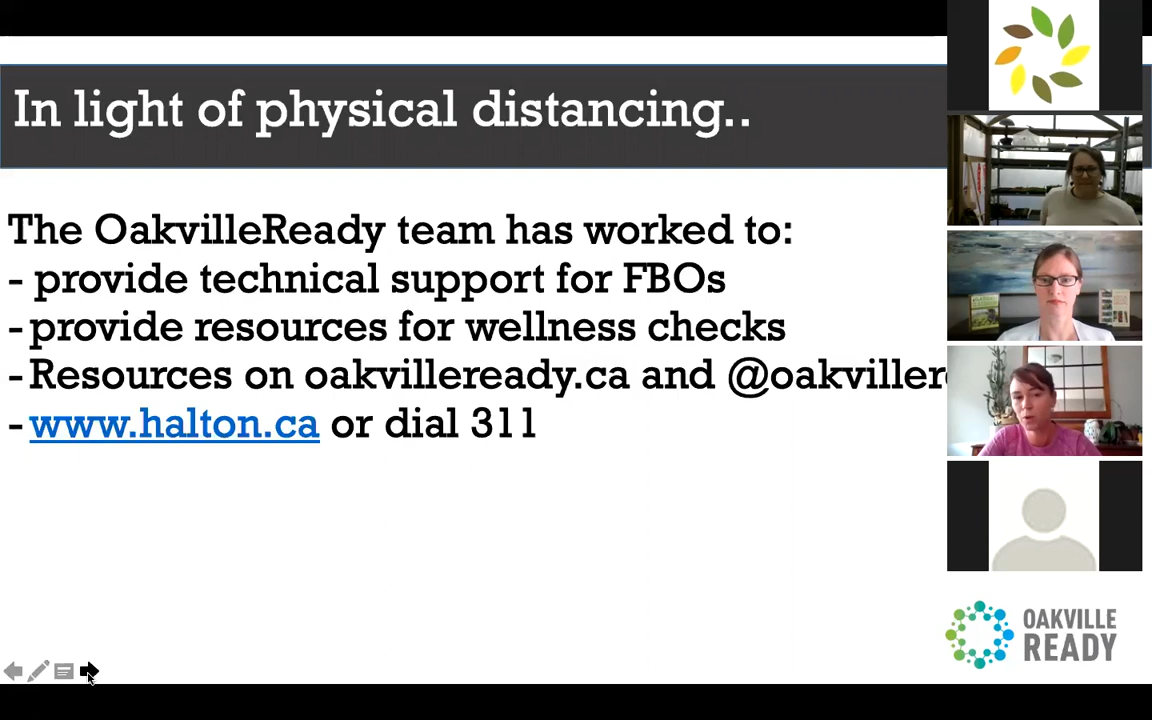 In light of physical distancing..
The OakvilleReady team has worked to:
- provide technical support for FBOs
- provide resources for wellness checks
- Resources on oakvilleready.ca and @oakviller
- www.halton.ca or dial 311
OAKVILLE
READY